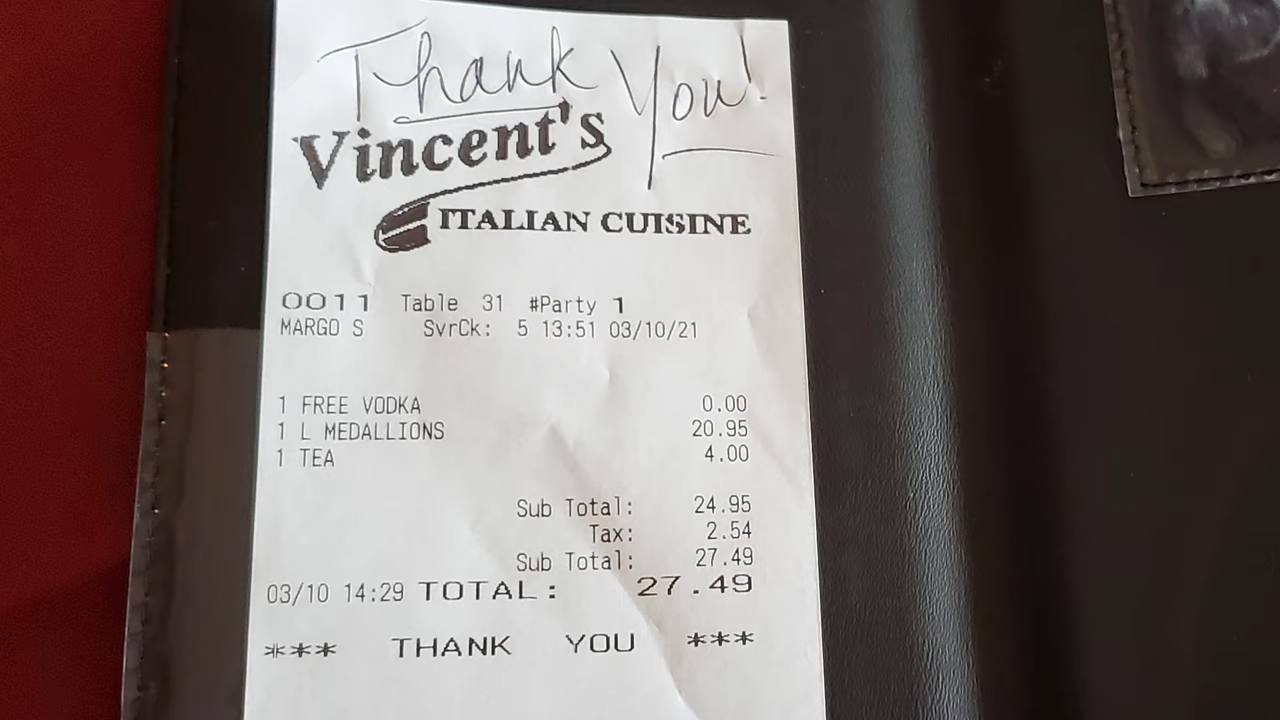 Thank You!
Vincent's
ITALIAN CUISINE
0011 Table 31 #Party 1
MARGO S SvrCk: 5 13:51 03/10/21
1 FREE VODKA 0.00
1 L MEDALLIONS 20.95
1 TEA 4.00
Sub Total: 24.95
Tax: 2.54
Sub Total: 27.49
03/10 14:29 TOTAL: 27.49
*** THANK YOU ***